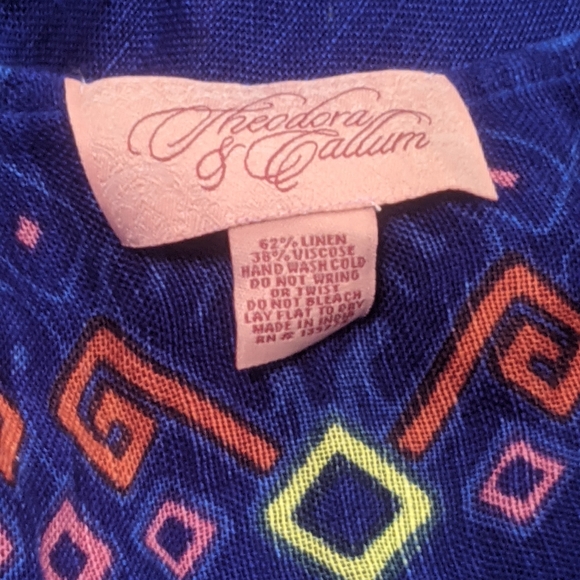 Theodora
& Callum
62% LINEN
38% VISCOSE
HAND WASH COLD
DO NOT WRING
OR TWIST
DO NOT BLEACH
LAY FLAT TO DRY
MADE IN INDIA
RN #